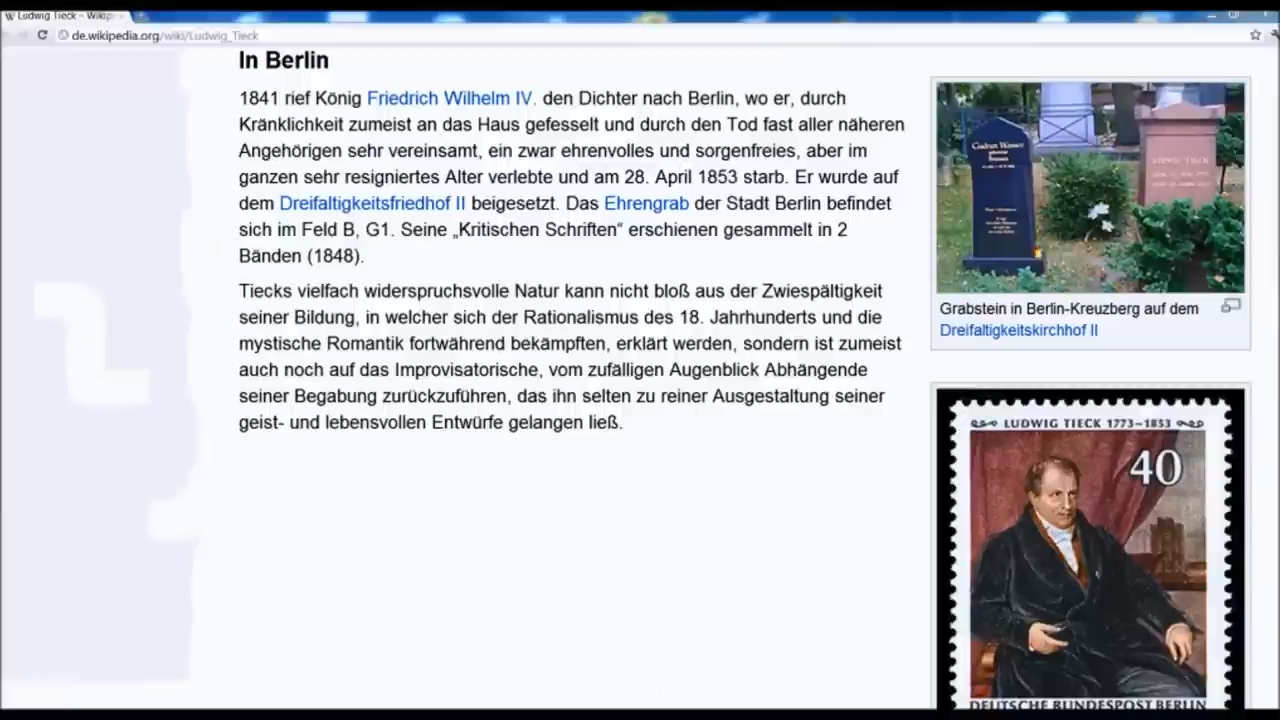 Ludwig Tieck – Wikip
de.wikipedia.org/wiki/Ludwig_Tieck
In Berlin
1841 rief König Friedrich Wilhelm IV. den Dichter nach Berlin, wo er, durch
Kränklichkeit zumeist an das Haus gefesselt und durch den Tod fast aller näheren
Angehörigen sehr vereinsamt, ein zwar ehrenvolles und sorgenfreies, aber im
ganzen sehr resigniertes Alter verlebte und am 28. April 1853 starb. Er wurde auf
dem Dreifaltigkeitsfriedhof II beigesetzt. Das Ehrengrab der Stadt Berlin befindet
sich im Feld B, G1. Seine „Kritischen Schriften“ erschienen gesammelt in 2
Bänden (1848).
Tiecks vielfach widerspruchsvolle Natur kann nicht bloß aus der Zwiespältigkeit
seiner Bildung, in welcher sich der Rationalismus des 18. Jahrhunderts und die
mystische Romantik fortwährend bekämpften, erklärt werden, sondern ist zumeist
auch noch auf das Improvisatorische, vom zufälligen Augenblick Abhängende
seiner Begabung zurückzuführen, das ihn selten zu reiner Ausgestaltung seiner
geist- und lebensvollen Entwürfe gelangen ließ.
LUDWIG TIECK
Grabstein in Berlin-Kreuzberg auf dem
Dreifaltigkeitskirchhof II
LUDWIG TIECK 1773–1853
40
DEUTSCHE BUNDESPOST BERLIN